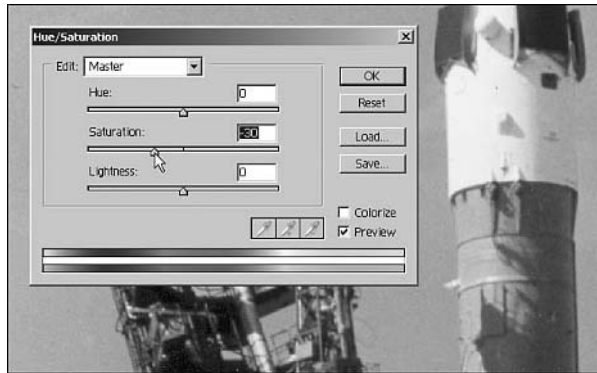 Hue/Saturation
Edit: Master
OK
Hue: 0
Reset
Saturation: -30
Load...
Lightness: 0
Save...
Colorize
Preview